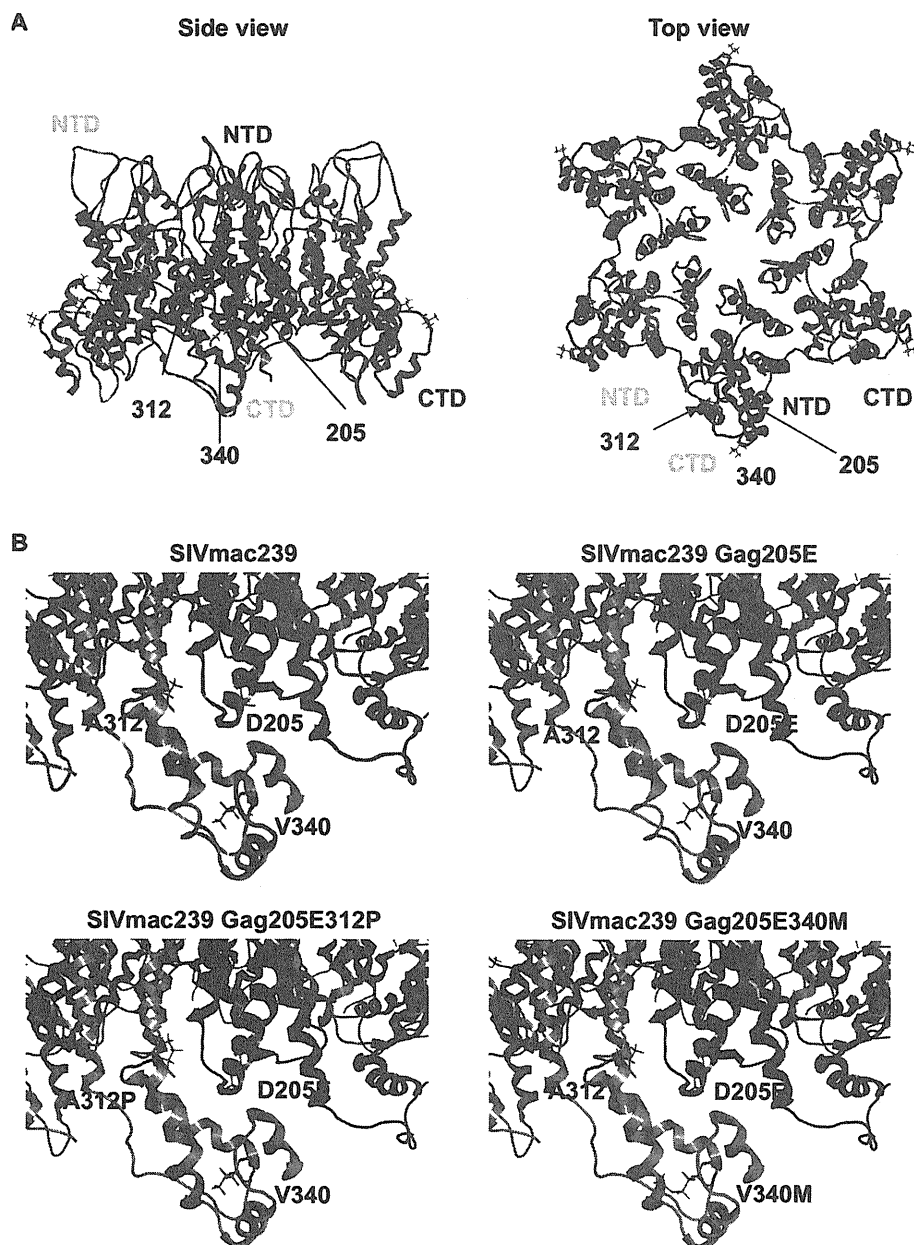 A
Side view
Top view
NTD
NTD
312
340
CTD
205
CTD
NTD
312
CTD
340
NTD
CTD
205
B
SIVmac239
SIVmac239 Gag205E
A312
D205
V340
A312
D205E
V340
SIVmac239 Gag205E312P
SIVmac239 Gag205E340M
A312P
D205E
V340
A312
D205E
V340M